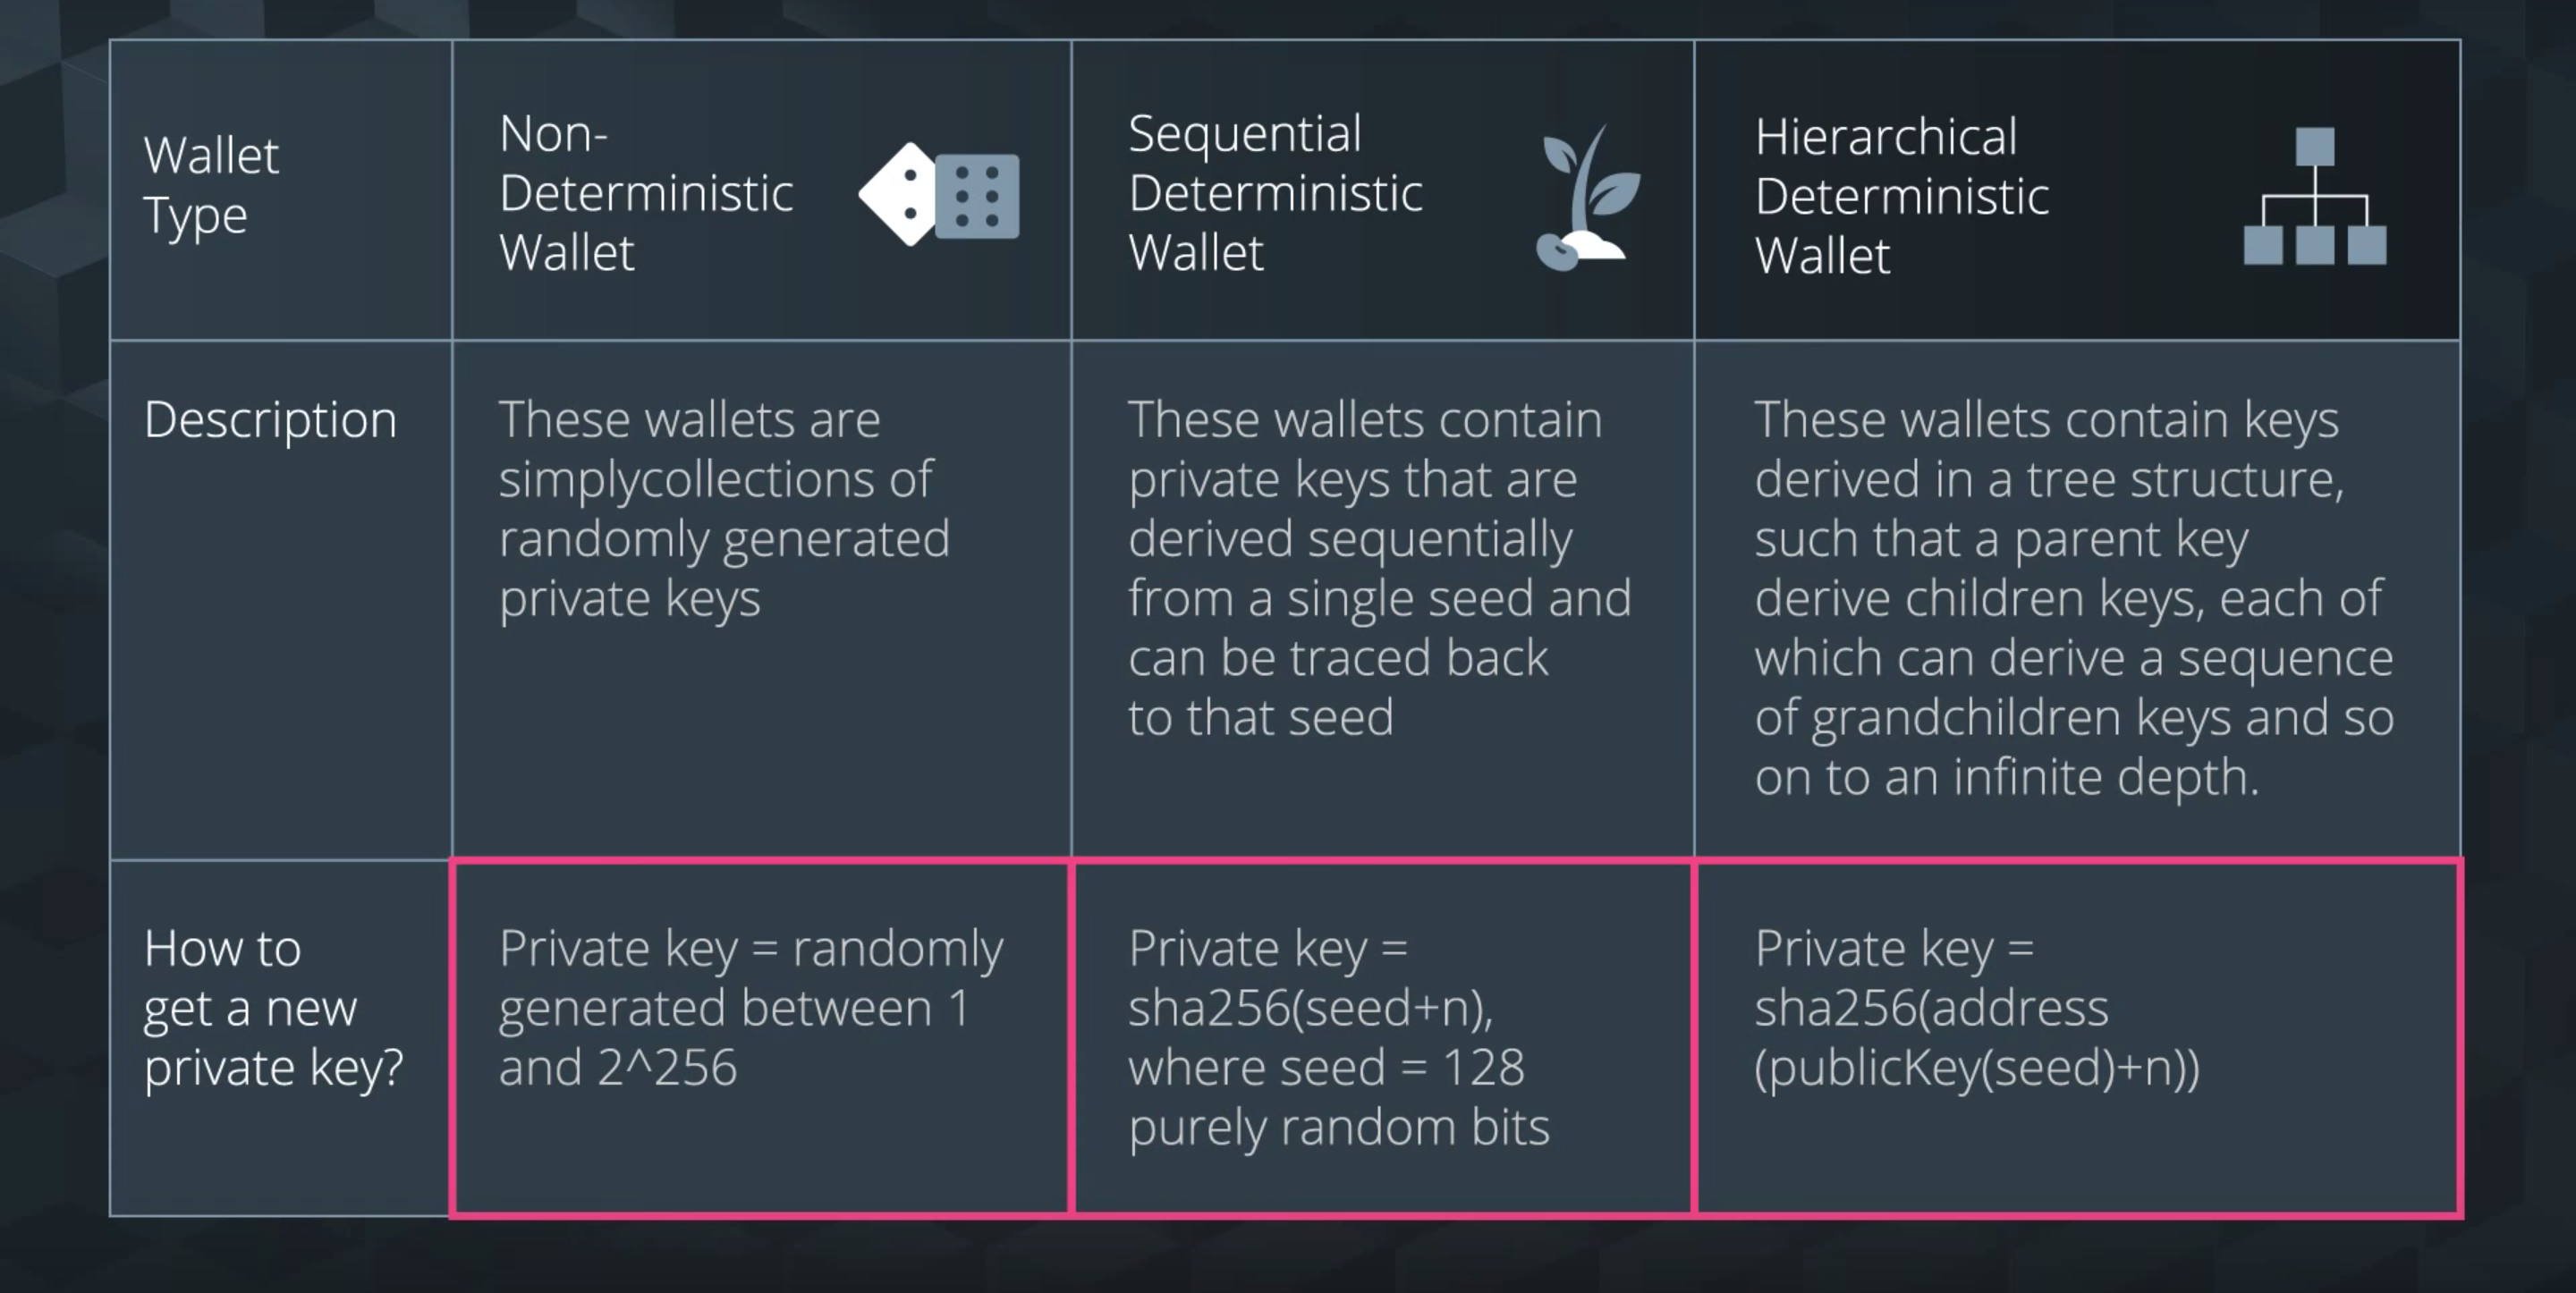 Wallet
Type
Non-
Deterministic
Wallet
Sequential
Deterministic
Wallet
Hierarchical
Deterministic
Wallet
Description
These wallets are
simplycollections of
randomly generated
private keys
These wallets contain
private keys that are
derived sequentially
from a single seed and
can be traced back
to that seed
These wallets contain keys
derived in a tree structure,
such that a parent key
derive children keys, each of
which can derive a sequence
of grandchildren keys and so
on to an infinite depth.
How to
get a new
private key?
Private key = randomly
generated between 1
and 2^256
Private key =
sha256(seed+n),
where seed = 128
purely random bits
Private key =
sha256(address
(publicKey(seed)+n))